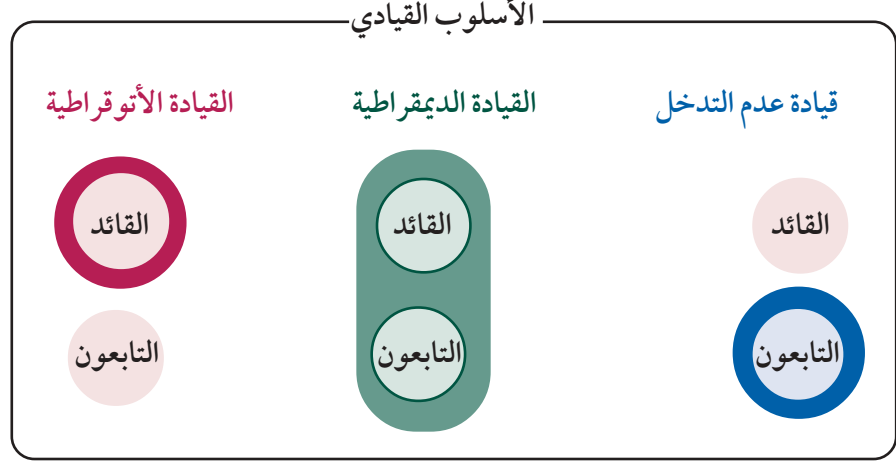 الأسلوب القيادي
قيادة عدم التدخل القيادة الديمقراطية القيادة الأتوقراطية
القائد القائد القائد
التابعون التابعون التابعون